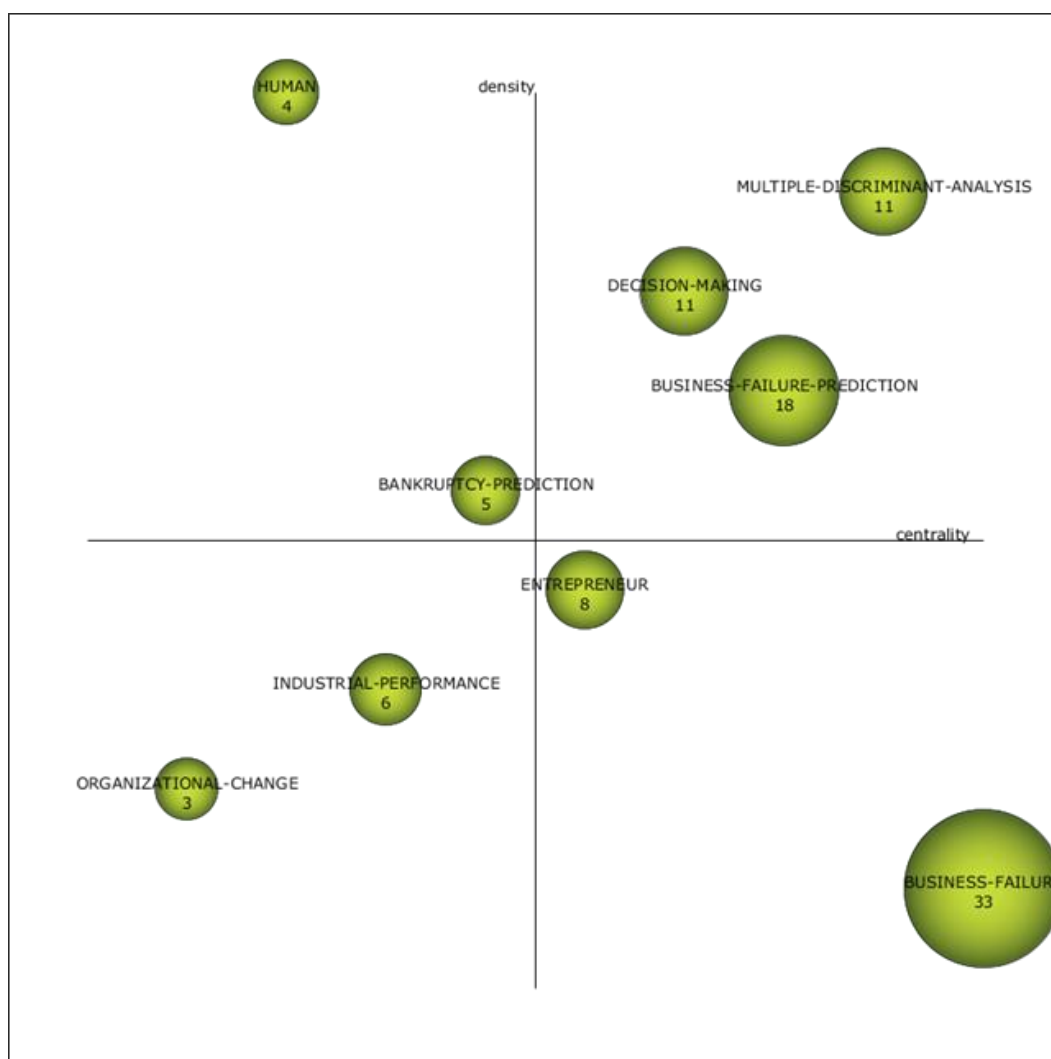 HUMAN
4
density
MULTIPLE-DISCRIMINANT-ANALYSIS
11
DECISION-MAKING
11
BUSINESS-FAILURE-PREDICTION
18
BANKRUPTCY-PREDICTION
5
centrality
ENTREPRENEUR
8
INDUSTRIAL-PERFORMANCE
6
ORGANIZATIONAL-CHANGE
3
BUSINESS-FAILUR
33